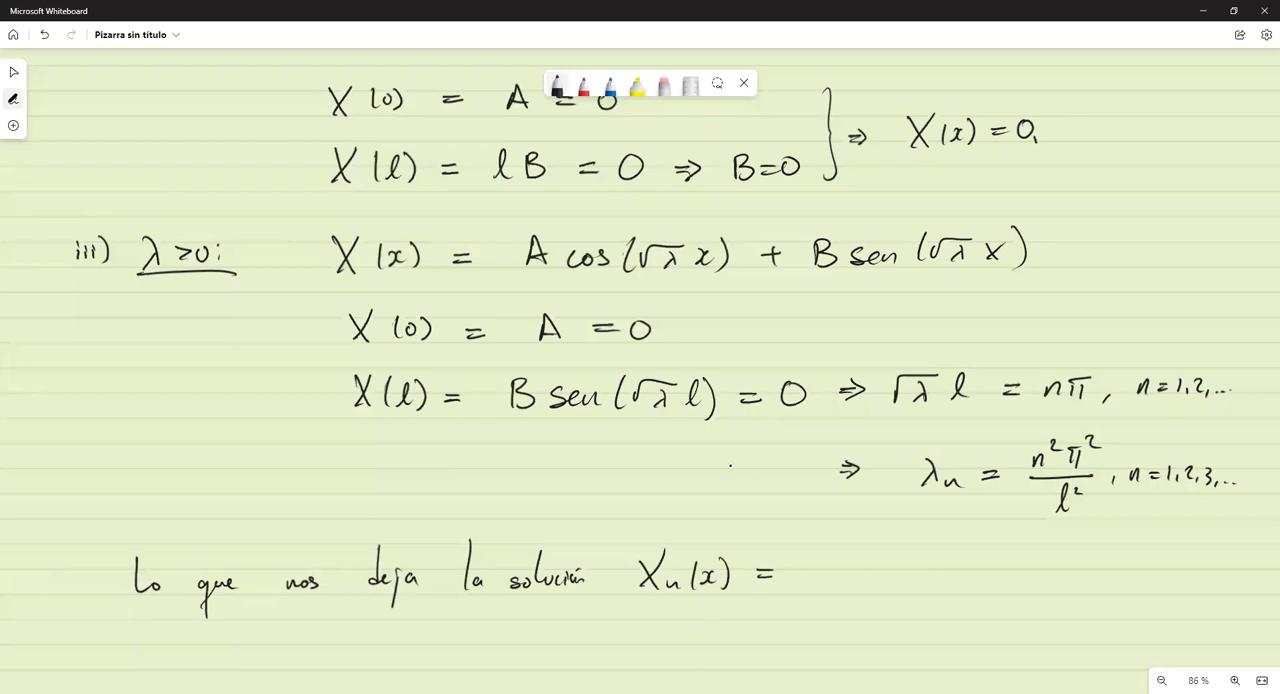 Microsoft Whiteboard
Pizarra sin título
X(0) = A = 0
X(l) = lB = 0 ⇒ B=0
⇒ X(x) = 0,
iii) λ>0: X(x) = A cos(√λ x) + B sen(√λ x)
X(0) = A = 0
X(l) = B sen(√λ l) = 0 ⇒ √λ l = nπ, n=1,2,...
⇒ λn = n²π²/l², n=1,2,3,...
Lo que nos deja la solución Xn(x) =
86 %